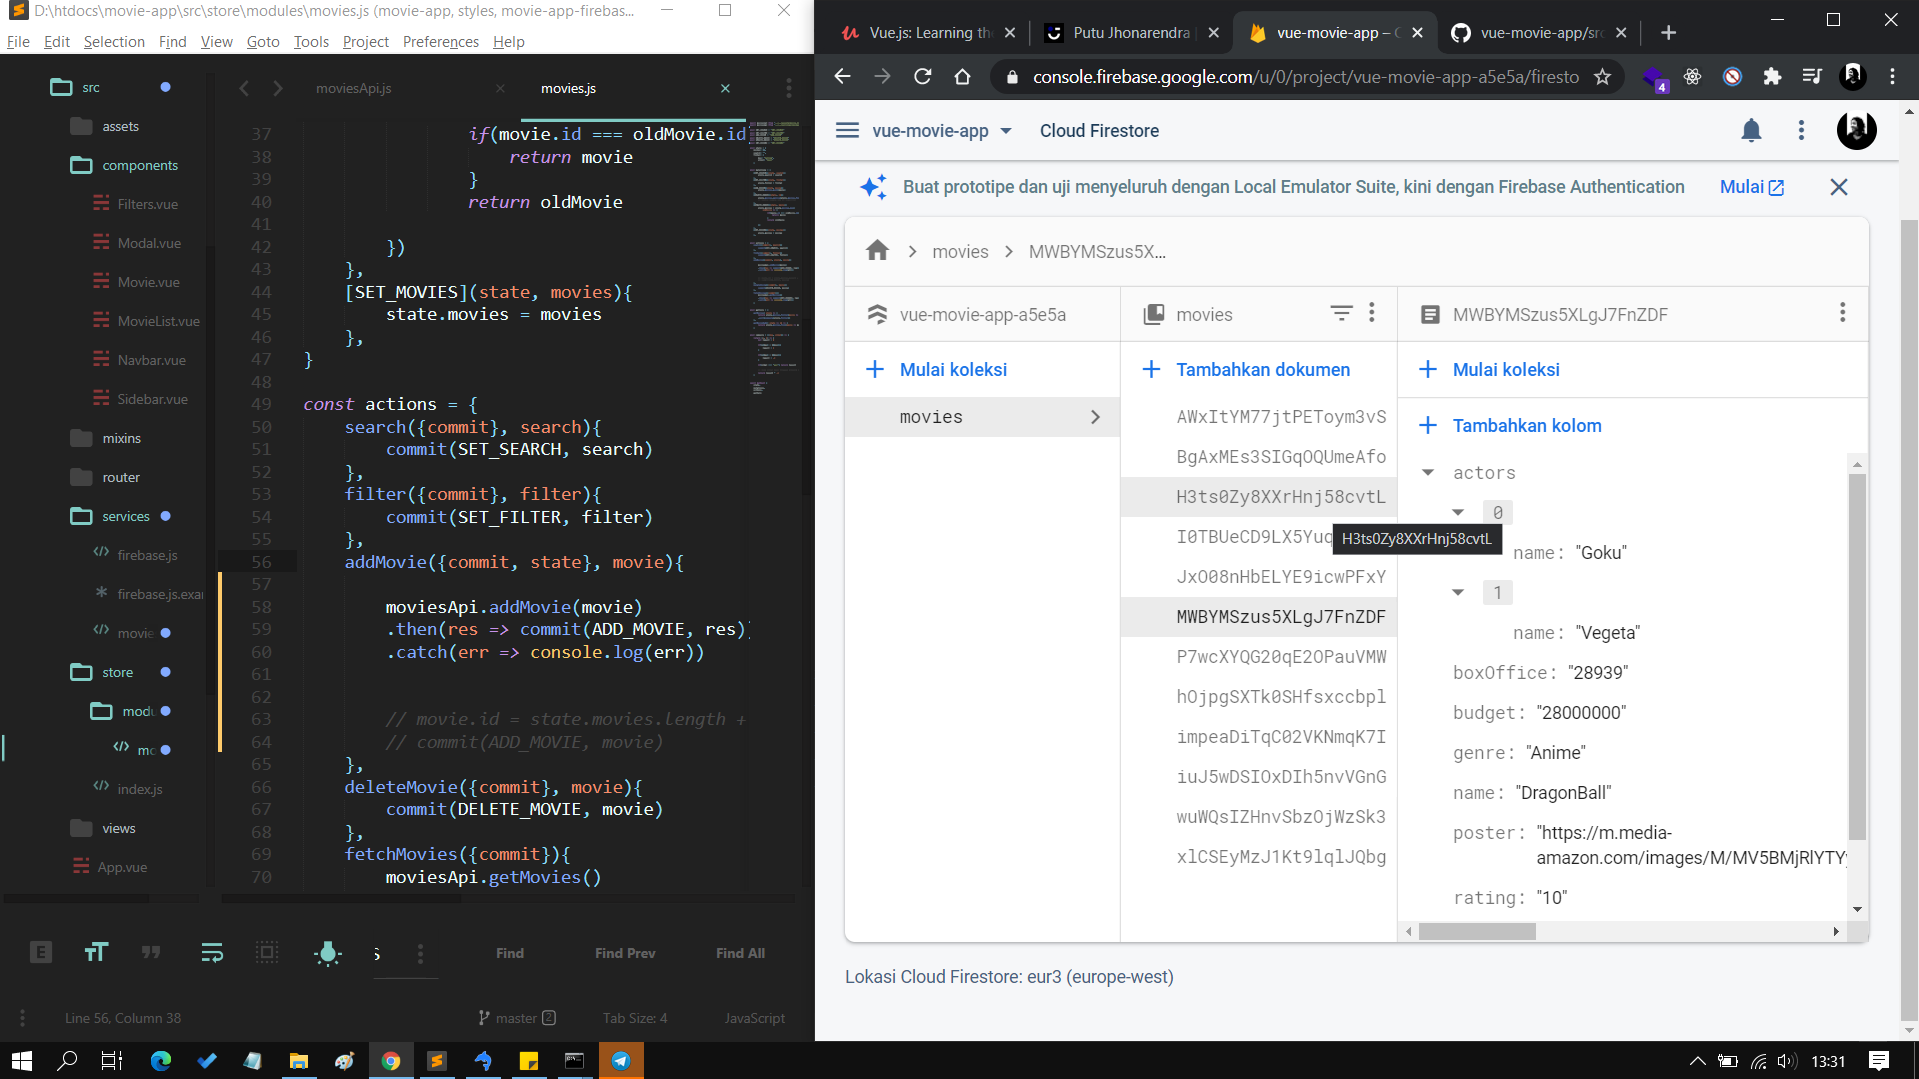 D:\htdocs\movie-app\src\store\modules\movies.js (movie-app, styles, movie-app-firebas...
File Edit Selection Find View Goto Tools Project Preferences Help
src
assets
components
Filters.vue
Modal.vue
Movie.vue
MovieList.vue
Navbar.vue
Sidebar.vue
mixins
router
services
firebase.js
firebase.js.exa
movie
store
modu
mo
index.js
views
App.vue
moviesApi.js
movies.js
37 if(movie.id === oldMovie.id
38 return movie
39 }
40 return oldMovie
41
42 })
43 },
44 [SET_MOVIES](state, movies){
45 state.movies = movies
46 },
47 }
48
49 const actions = {
50 search({commit}, search){
51 commit(SET_SEARCH, search)
52 },
53 filter({commit}, filter){
54 commit(SET_FILTER, filter)
55 },
56 addMovie({commit, state}, movie){
57
58 moviesApi.addMovie(movie)
59 .then(res => commit(ADD_MOVIE, res))
60 .catch(err => console.log(err))
61
62
63 // movie.id = state.movies.length +
64 // commit(ADD_MOVIE, movie)
65 },
66 deleteMovie({commit}, movie){
67 commit(DELETE_MOVIE, movie)
68 },
69 fetchMovies({commit}){
70 moviesApi.getMovies()
Find Find Prev Find All
Line 56, Column 38
master 2
Tab Size: 4
JavaScript
Vue.js: Learning the
Putu Jhonarendra
vue-movie-app – C
vue-movie-app/src
console.firebase.google.com/u/0/project/vue-movie-app-a5e5a/firesto
4
vue-movie-app
Cloud Firestore
Buat prototipe dan uji menyeluruh dengan Local Emulator Suite, kini dengan Firebase Authentication
Mulai
movies
MWBYMSzus5X...
vue-movie-app-a5e5a
Mulai koleksi
movies
movies
Tambahkan dokumen
AWxItYM77jtPEToym3vS
BgAxMEs3SIGqOQUmeAfo
H3ts0Zy8XXrHnj58cvtL
I0TBUeCD9LX5Yuq
H3ts0Zy8XXrHnj58cvtL
JxO08nHbELYE9icwPFxY
MWBYMSzus5XLgJ7FnZDF
P7wcXYQG20qE2OPauVMW
hOjpgSXTk0SHfsxccbpl
impeaDiTqC02VKNmqK7I
iuJ5wDSIOxDIh5nvVGnG
wuWQsIZHnvSbzOjWzSk3
xlCSEyMzJ1Kt9lqlJQbg
MWBYMSzus5XLgJ7FnZDF
Mulai koleksi
Tambahkan kolom
actors
0
name: "Goku"
1
name: "Vegeta"
boxOffice: "28939"
budget: "28000000"
genre: "Anime"
name: "DragonBall"
poster: "https://m.media-
amazon.com/images/M/MV5BMjRlYTYy
rating: "10"
Lokasi Cloud Firestore: eur3 (europe-west)
13:31